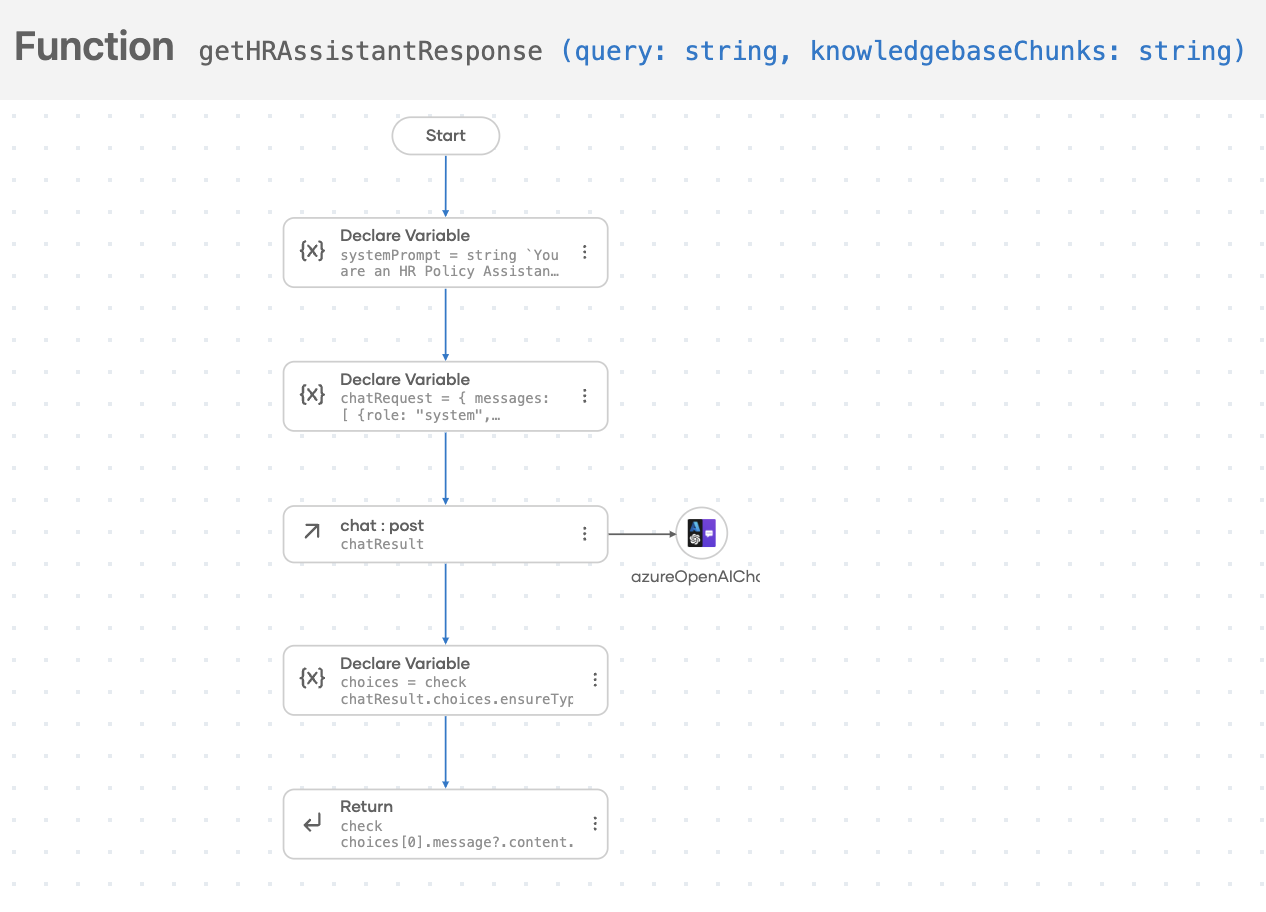 Function getHRAssistantResponse (query: string, knowledgebaseChunks: string)
Start
{x} Declare Variable
systemPrompt = string `You
are an HR Policy Assistan…
{x} Declare Variable
chatRequest = { messages:
[ {role: "system",…
chat : post
chatResult
azureOpenAICha
{x} Declare Variable
choices = check
chatResult.choices.ensureTyp
Return
check
choices[0].message?.content.